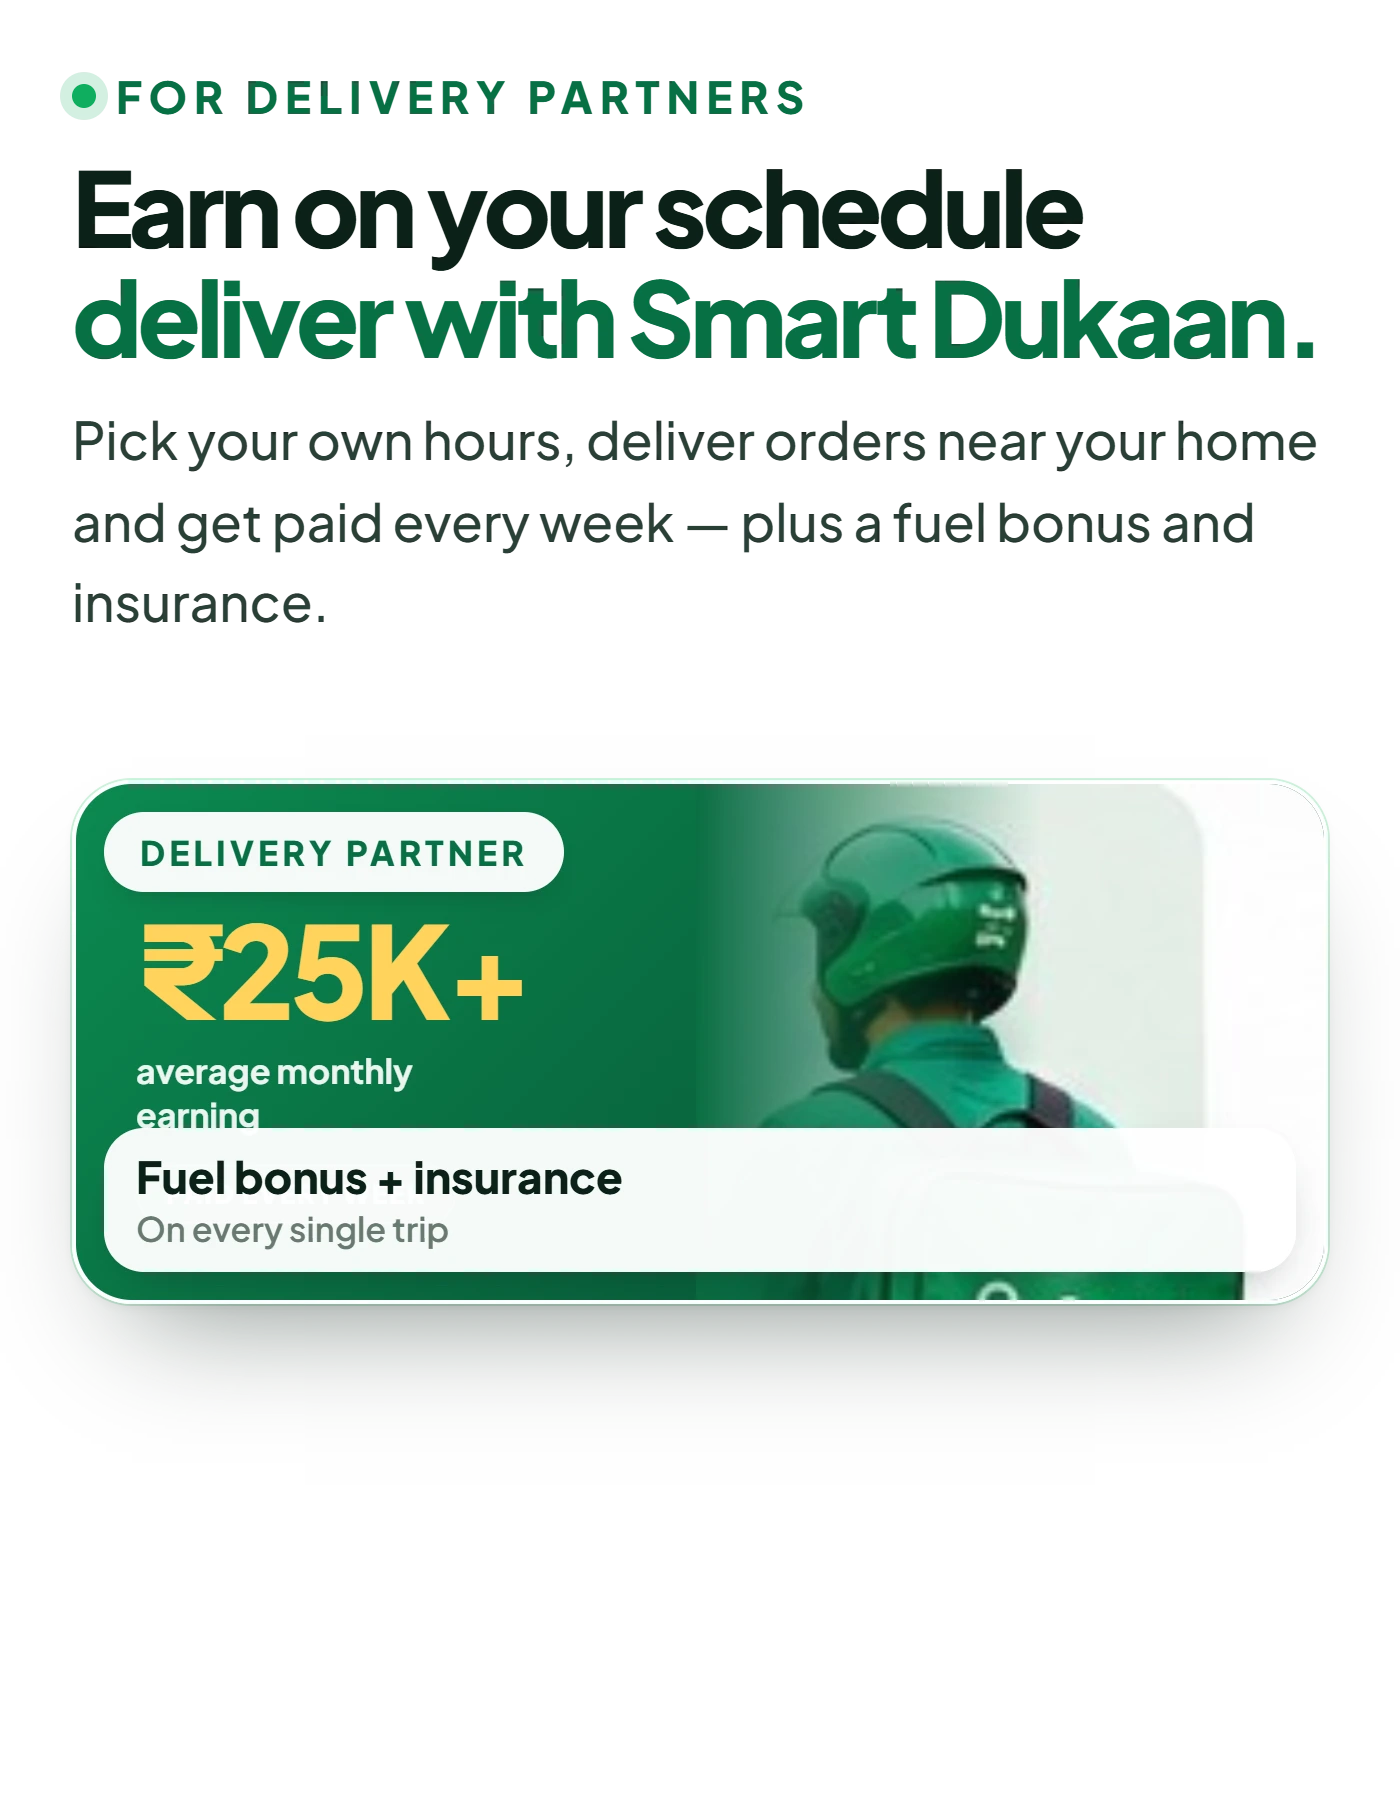 FOR DELIVERY PARTNERS
Earn on your schedule
deliver with Smart Dukaan.
Pick your own hours, deliver orders near your home
and get paid every week — plus a fuel bonus and
insurance.
DELIVERY PARTNER
₹25K+
average monthly
earning
Fuel bonus + insurance
On every single trip